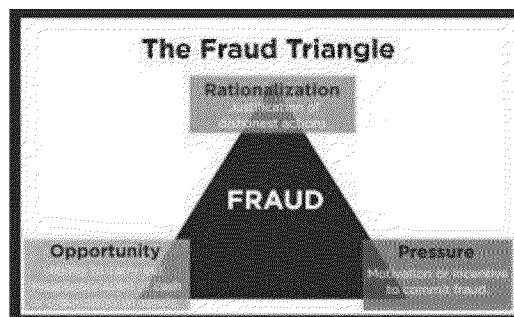 The Fraud Triangle
Rationalization
Justification of
dishonest actions
FRAUD
Opportunity
Pressure
Motivation or incentive
to commit fraud